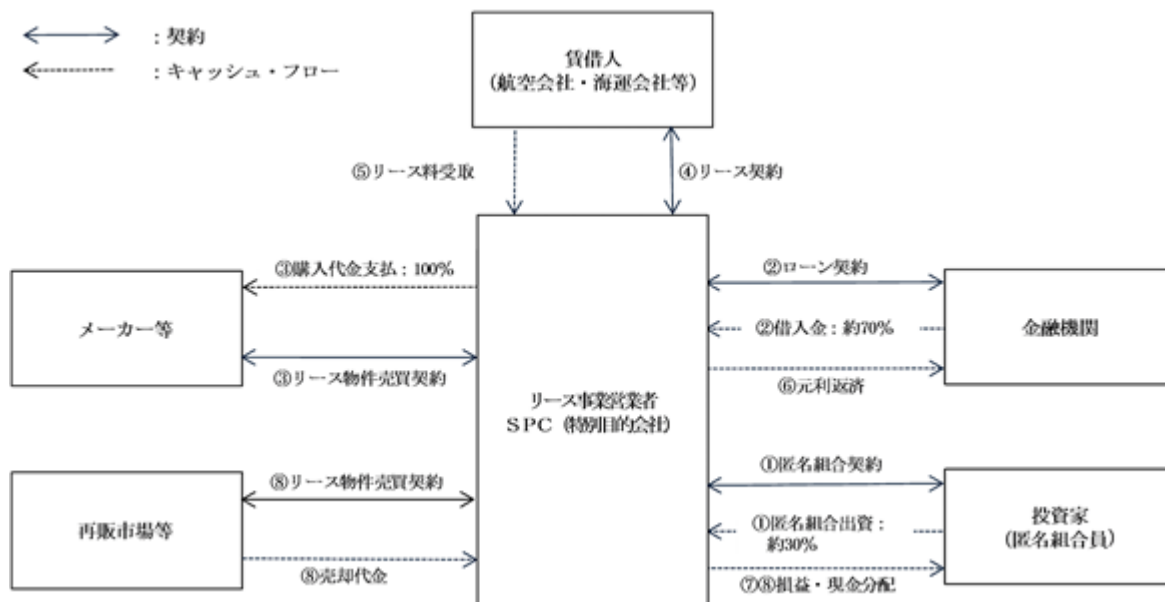 ：契約
：キャッシュ・フロー
賃借人
（航空会社・海運会社等）
⑤リース料受取
④リース契約
③購入代金支払：100%
メーカー等
③リース物件売買契約
リース事業営業者
ＳＰＣ（特別目的会社）
②ローン契約
②借入金：約70%
⑥元利返済
金融機関
⑧リース物件売買契約
再販市場等
⑧売却代金
①匿名組合契約
①匿名組合出資：
約30%
⑦⑧損益・現金分配
投資家
（匿名組合員）